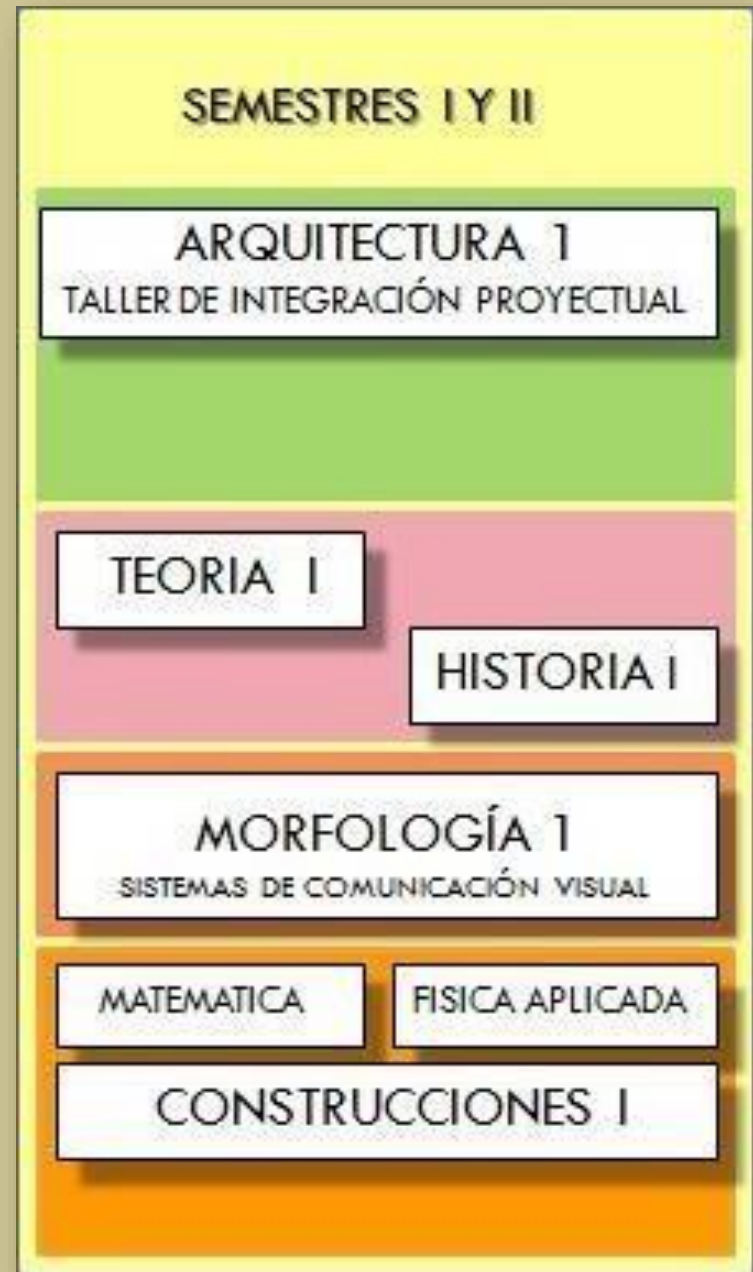 SEMESTRES I Y II
ARQUITECTURA 1
TALLER DE INTEGRACIÓN PROYECTUAL
TEORIA I
HISTORIA I
MORFOLOGÍA 1
SISTEMAS DE COMUNICACIÓN VISUAL
MATEMATICA
FISICA APLICADA
CONSTRUCCIONES I